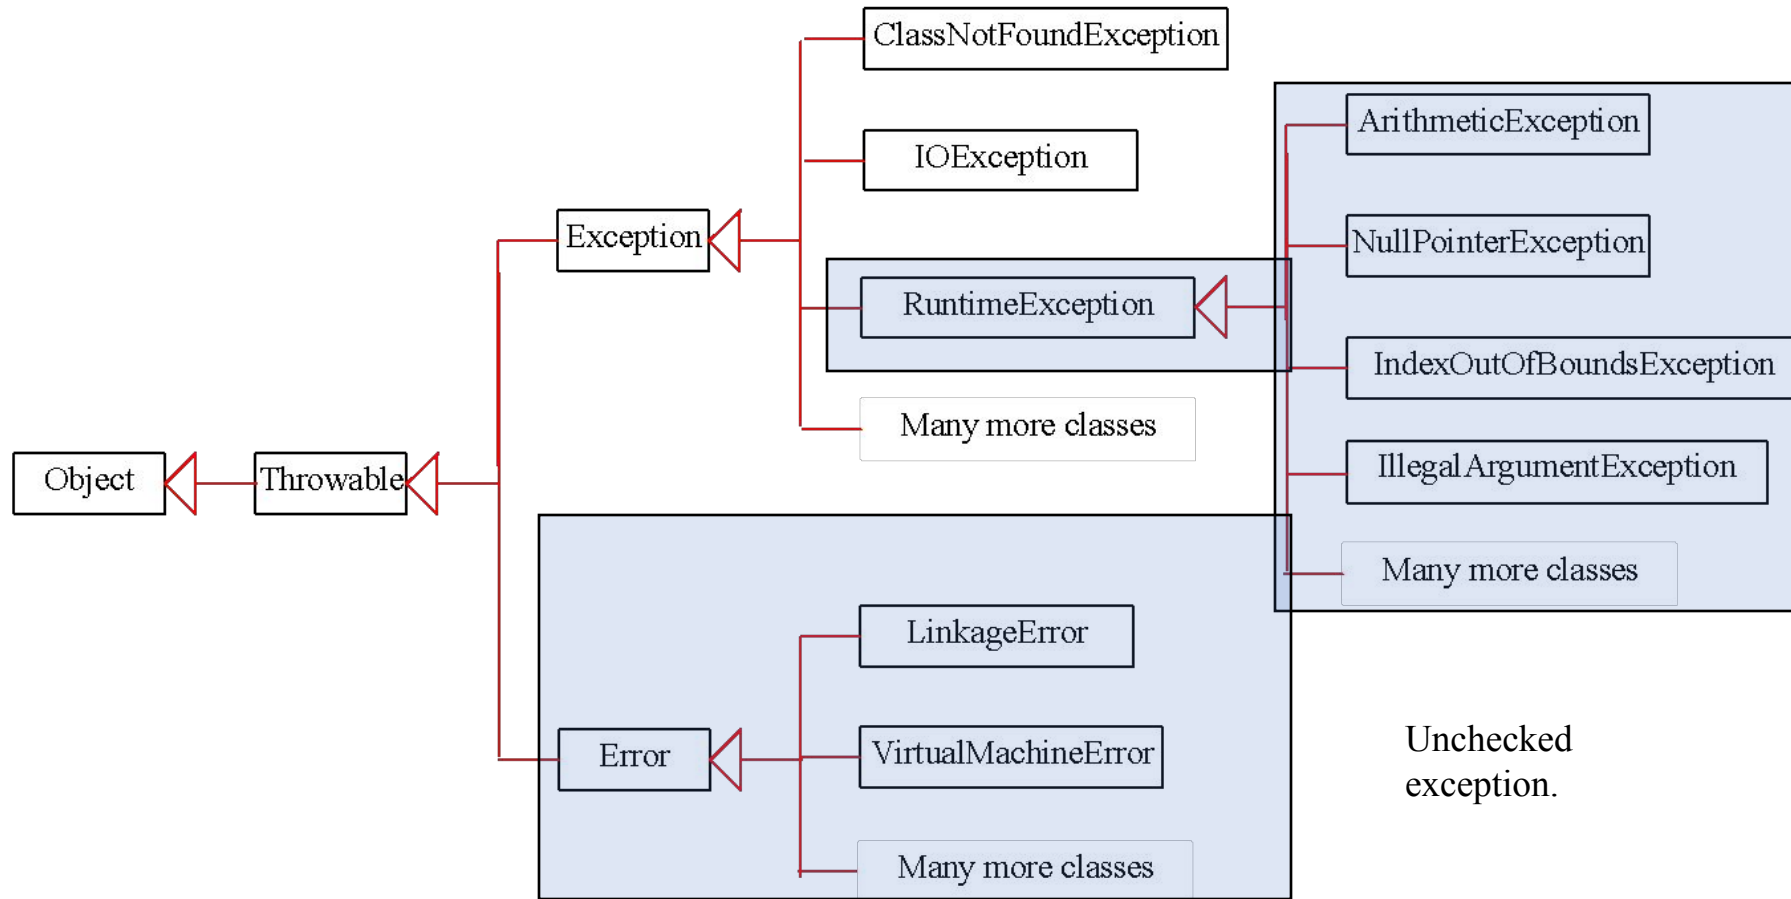 ClassNotFoundException
ArithmeticException
IOException
Exception
NullPointerException
RuntimeException
IndexOutOfBoundsException
Many more classes
Object
Throwable
IllegalArgumentException
Many more classes
LinkageError
Error
VirtualMachineError
Unchecked
exception.
Many more classes